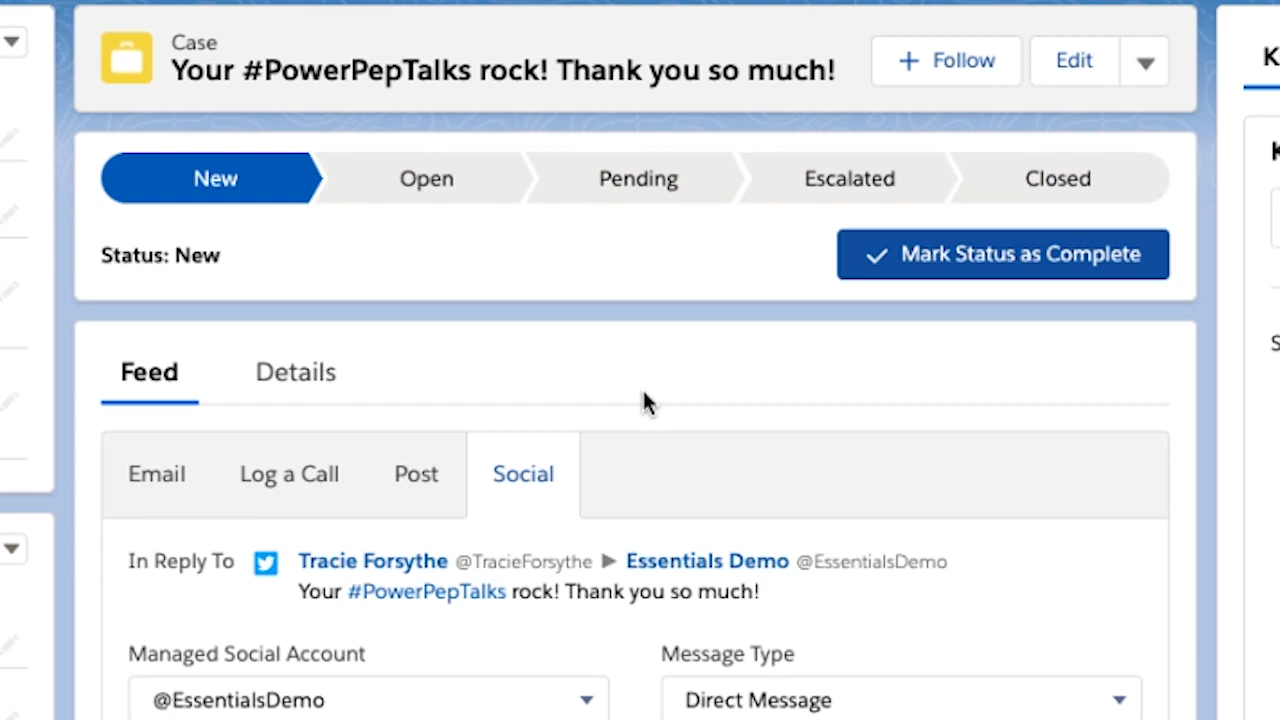 Case
Your #PowerPepTalks rock! Thank you so much!
+ Follow
Edit
New
Open
Pending
Escalated
Closed
Status: New
Mark Status as Complete
Feed
Details
Email
Log a Call
Post
Social
In Reply To
Tracie Forsythe @TracieForsythe ▶ Essentials Demo @EssentialsDemo
Your #PowerPepTalks rock! Thank you so much!
Managed Social Account
Message Type
@EssentialsDemo
Direct Message